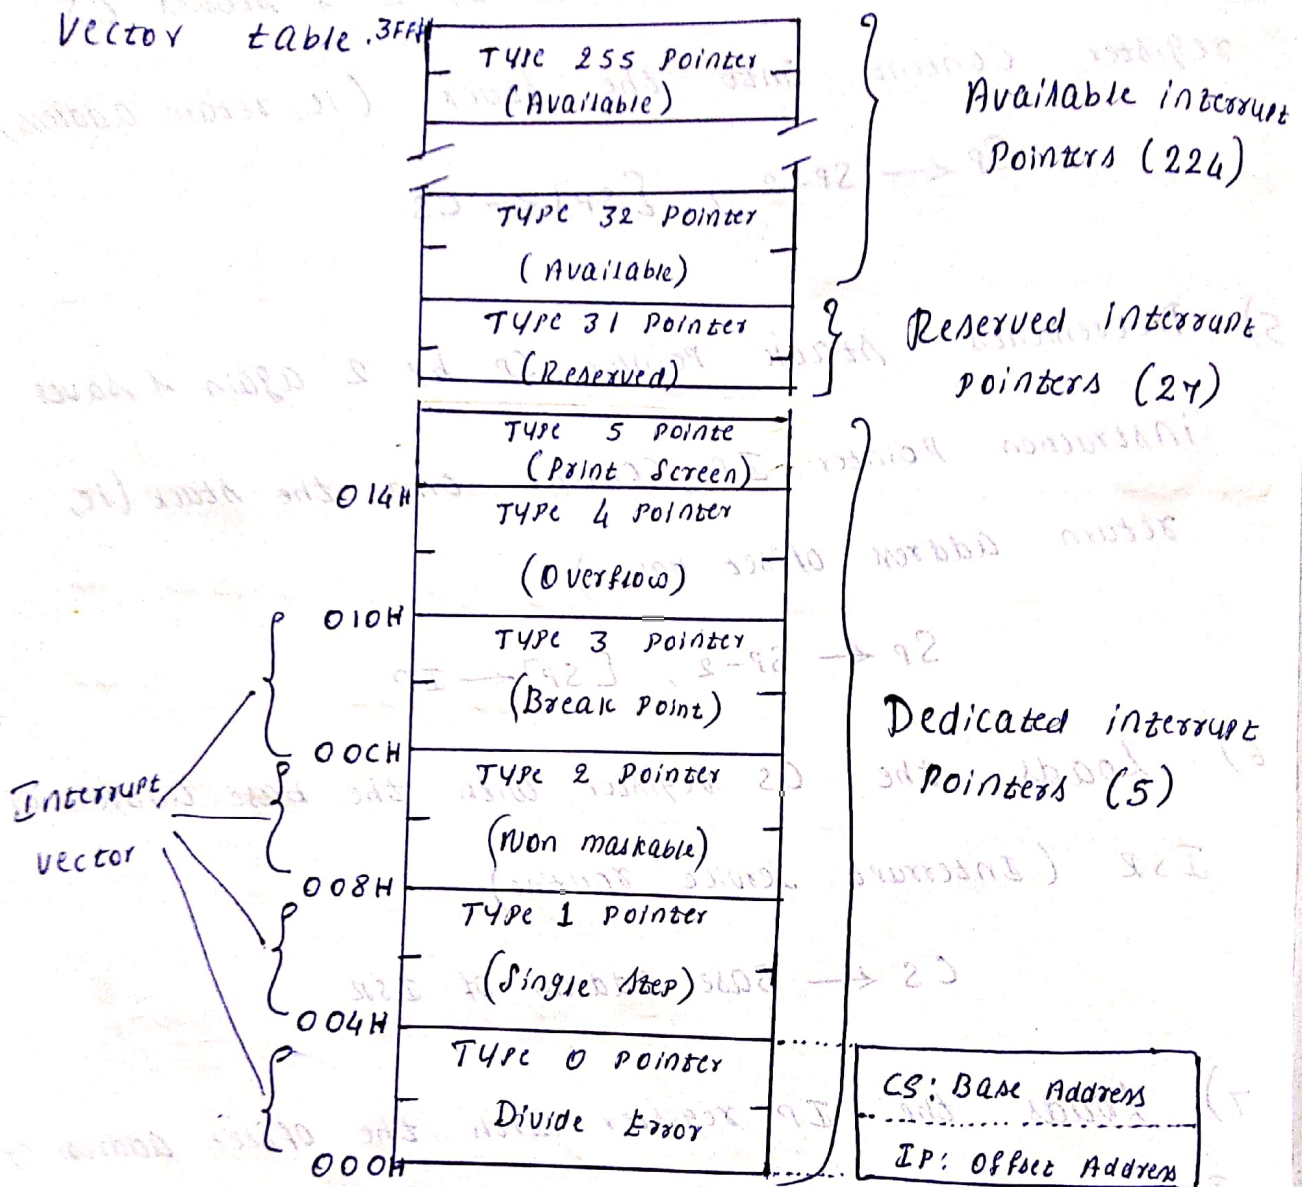 Vector table
3FFH
TYPE 255 Pointer
(Available)
Available interrupt
Pointers (224)
TYPE 32 Pointer
(Available)
TYPE 31 Pointer
(Reserved)
Reserved Interrupt
Pointers (27)
TYPE 5 Pointe
(Print Screen)
014H
TYPE 4 Pointer
(Overflow)
010H
TYPE 3 Pointer
(Break Point)
00CH
TYPE 2 Pointer
(Non maskable)
008H
TYPE 1 Pointer
(Single Step)
004H
TYPE 0 Pointer
Divide Error
000H
Interrupt
vector
Dedicated interrupt
Pointers (5)
CS: Base Address
IP: Offset Address